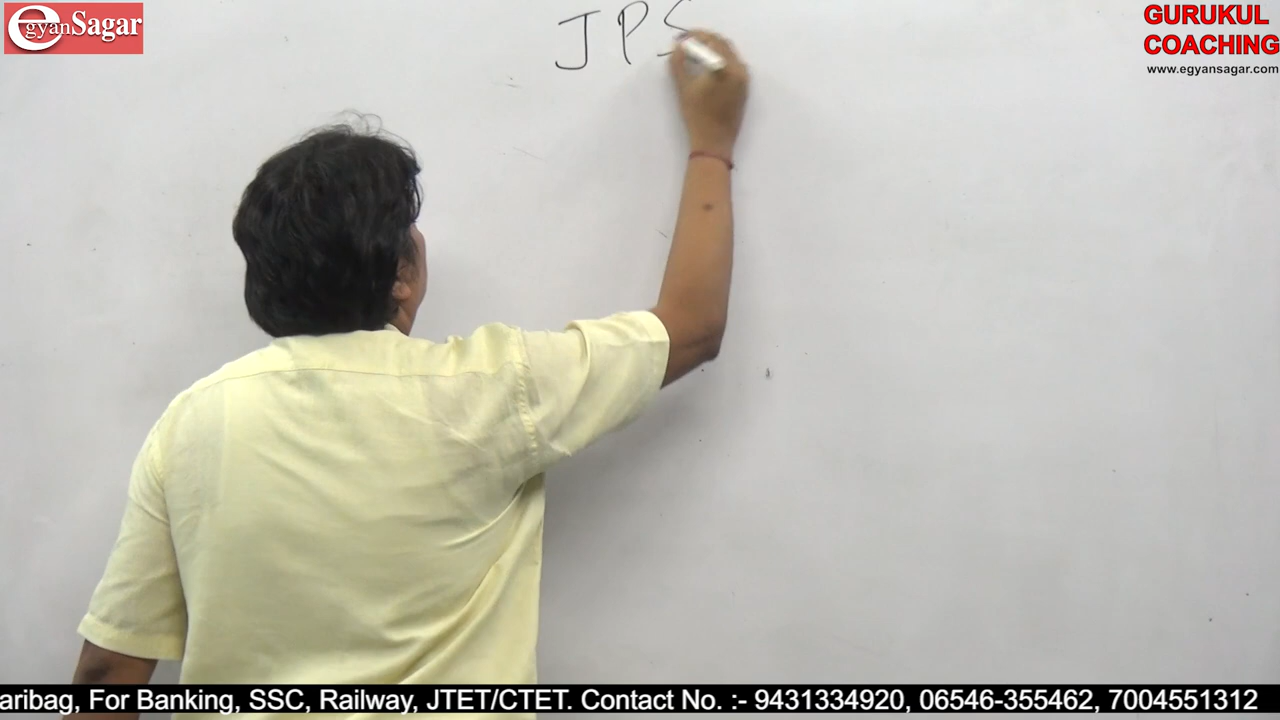 egyanSagar
JPS
GURUKUL
COACHING
www.egyansagar.com
aribag, For Banking, SSC, Railway, JTET/CTET. Contact No. :- 9431334920, 06546-355462, 7004551312